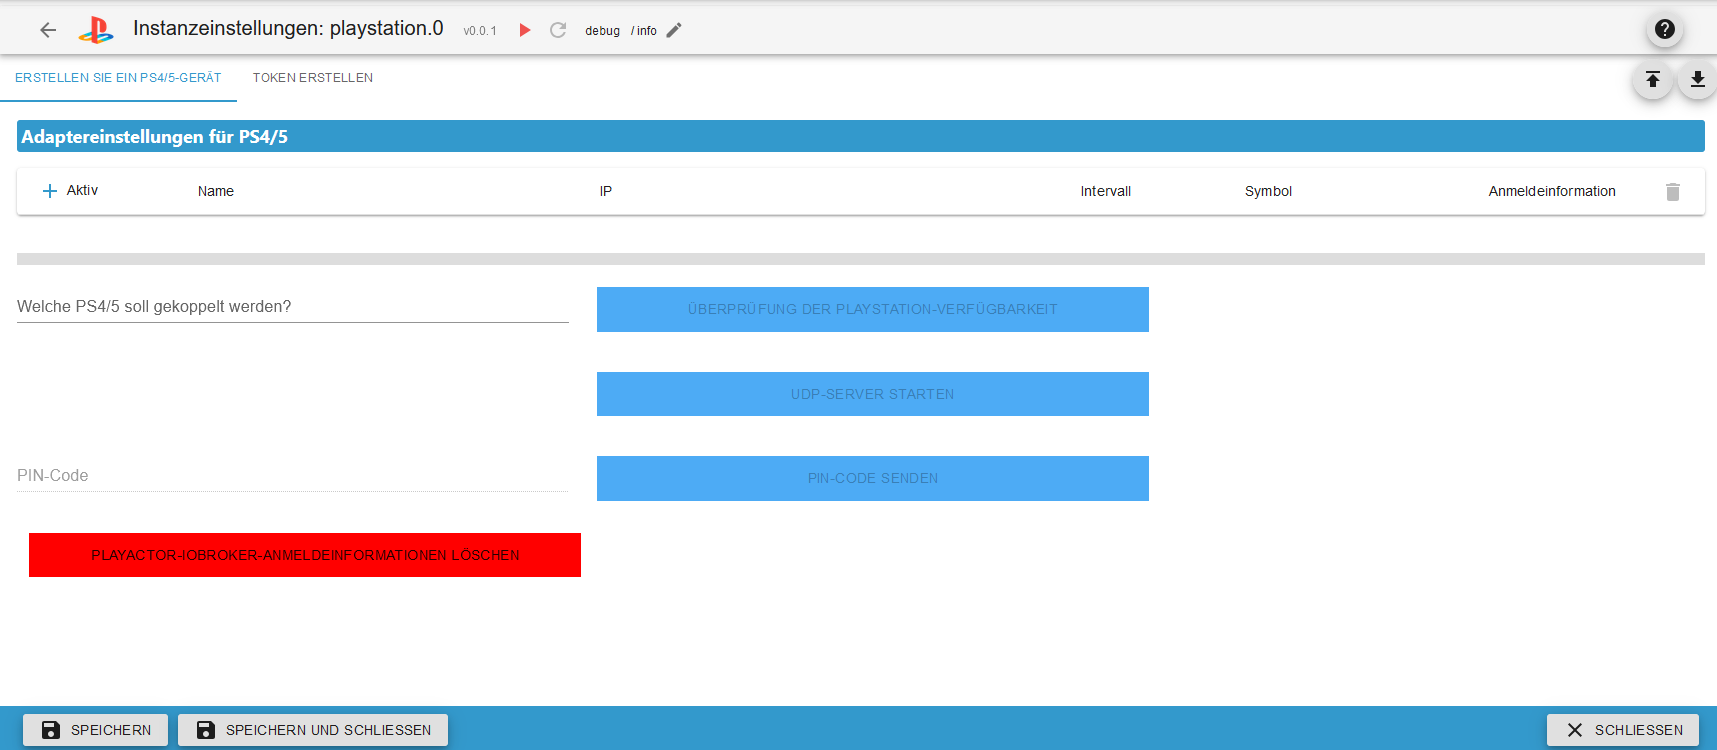 Instanzeinstellungen: playstation.0 v0.0.1 debug / info
ERSTELLEN SIE EIN PS4/5-GERÄT TOKEN ERSTELLEN
Adaptereinstellungen für PS4/5
Aktiv Name IP Intervall Symbol Anmeldeinformation
Welche PS4/5 soll gekoppelt werden? ÜBERPRÜFUNG DER PLAYSTATION-VERFÜGBARKEIT
UDP-SERVER STARTEN
PIN-Code PIN-CODE SENDEN
PLAYACTOR-IOBROKER-ANMELDEINFORMATIONEN LÖSCHEN
SPEICHERN SPEICHERN UND SCHLIESSEN SCHLIESSEN